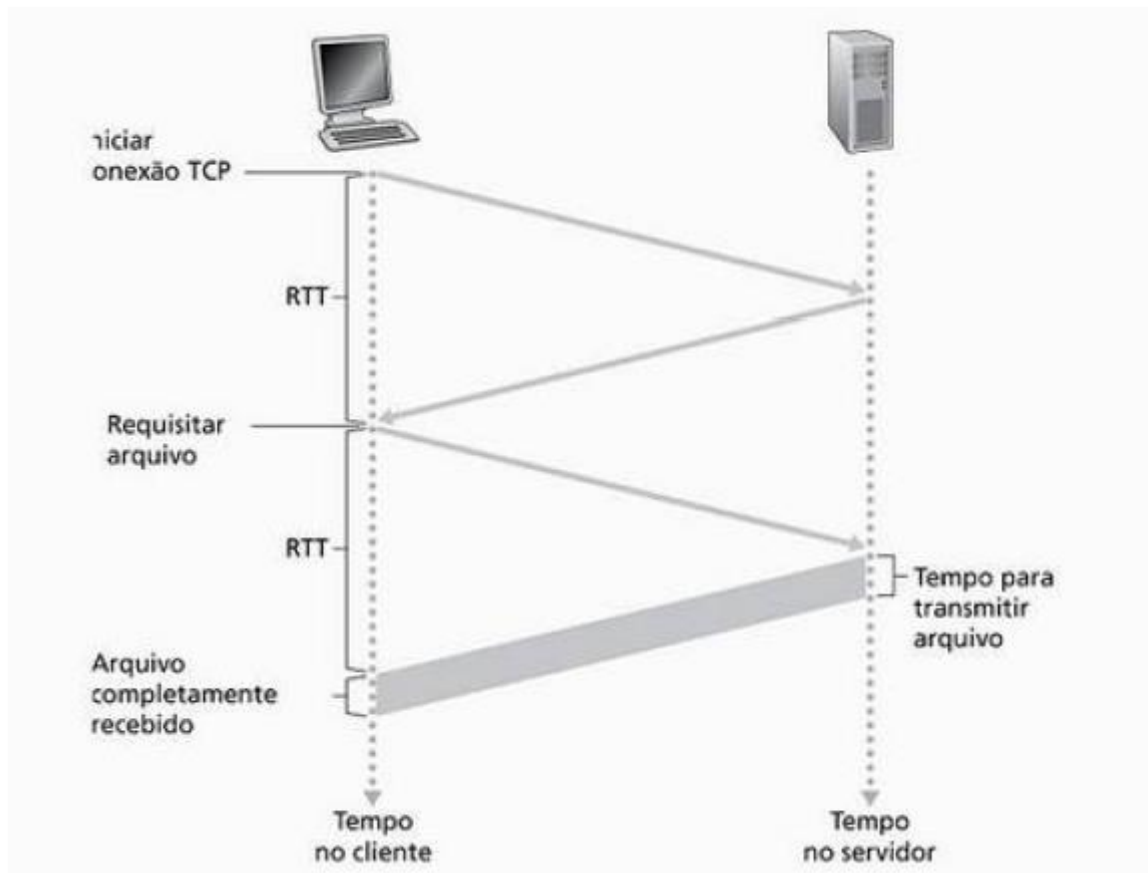 niciar
onexão TCP
RTT
Requisitar
arquivo
RTT
Tempo para
transmitir
arquivo
Arquivo
completamente
recebido
Tempo
no cliente
Tempo
no servidor